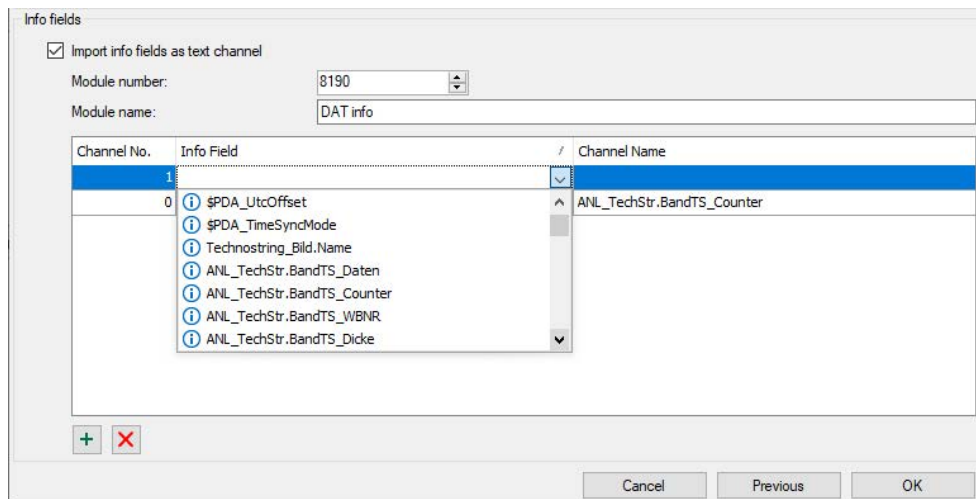 Info fields
Import info fields as text channel
Module number: 8190
Module name: DAT info
Channel No. Info Field / Channel Name
1
0 ANL_TechStr.BandTS_Counter
$PDA_UtcOffset
$PDA_TimeSyncMode
Technostring_Bild.Name
ANL_TechStr.BandTS_Daten
ANL_TechStr.BandTS_Counter
ANL_TechStr.BandTS_WBNR
ANL_TechStr.BandTS_Dicke
Cancel Previous OK